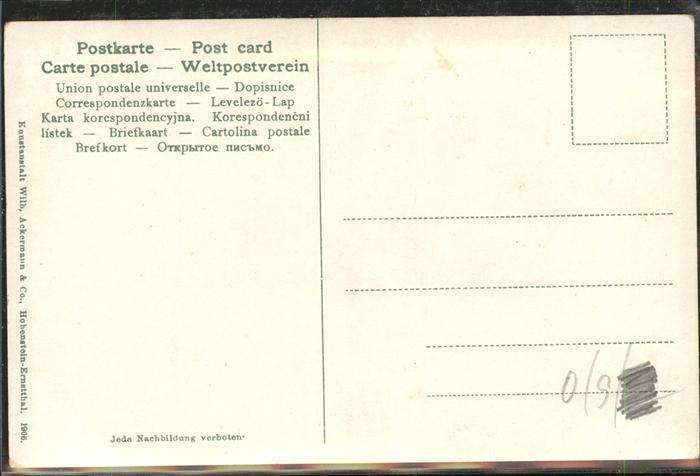 Postkarte — Post card
Carte postale — Weltpostverein
Union postale universelle — Dopisnice
Correspondenzkarte — Levelező-Lap
Karta korespondencyjna. Korespondenční
lístek — Briefkaart — Cartolina postale
Brefkort — Открытое письмо.
Kunstanstalt Wilh. Ackermann & Co., Hohenstein-Ernstthal. 1906.
Jede Nachbildung verboten·